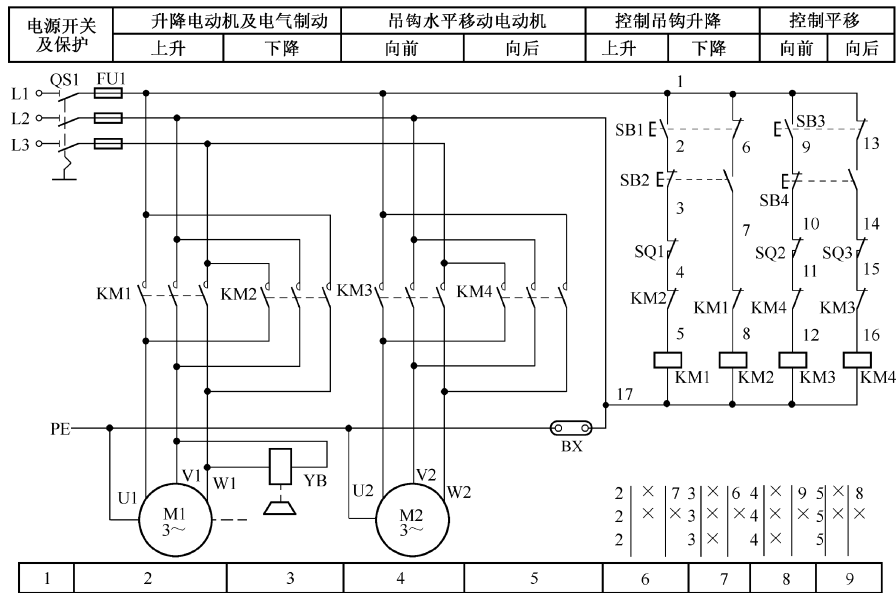 电源开关及保护 升降电动机及电气制动 吊钩水平移动电动机 控制吊钩升降 控制平移
上升 下降 向前 向后 上升 下降 向前 向后
QS1 FU1 1
L1
L2
L3
SB1 2 6 SB3 9 13
SB2 3 7 SB4 10 14
SQ1 4 SQ2 11 SQ3 15
KM1 KM2 KM3 KM4 KM2 KM1 KM4 KM3
5 8 12 16
KM1 KM2 KM3 KM4
17
PE BX
U1 V1 W1 YB U2 V2 W2
M1 3~ M2 3~
2 × 7 3 × 6 4 × 9 5 × 8
2 × × 3 × × 4 × × 5 × ×
2 3 × 4 × 5
1 2 3 4 5 6 7 8 9